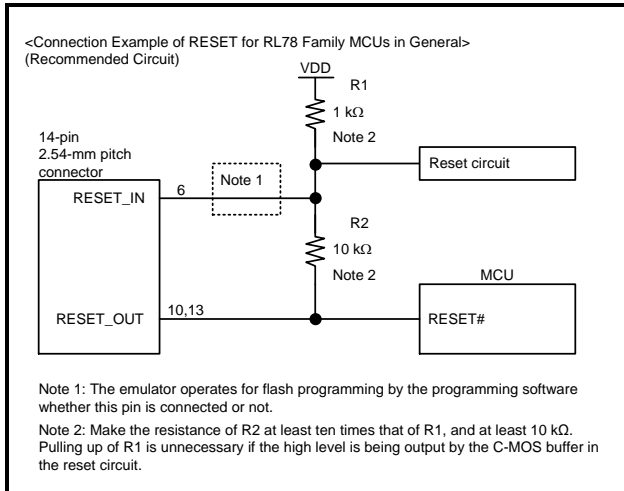 <Connection Example of RESET for RL78 Family MCUs in General>
(Recommended Circuit)
VDD
R1
1 kΩ
Note 2
14-pin
2.54-mm pitch
connector
Reset circuit
Note 1
RESET_IN
6
R2
10 kΩ
Note 2
MCU
RESET_OUT
10,13
RESET#
Note 1: The emulator operates for flash programming by the programming software
whether this pin is connected or not.
Note 2: Make the resistance of R2 at least ten times that of R1, and at least 10 kΩ.
Pulling up of R1 is unnecessary if the high level is being output by the C-MOS buffer in
the reset circuit.